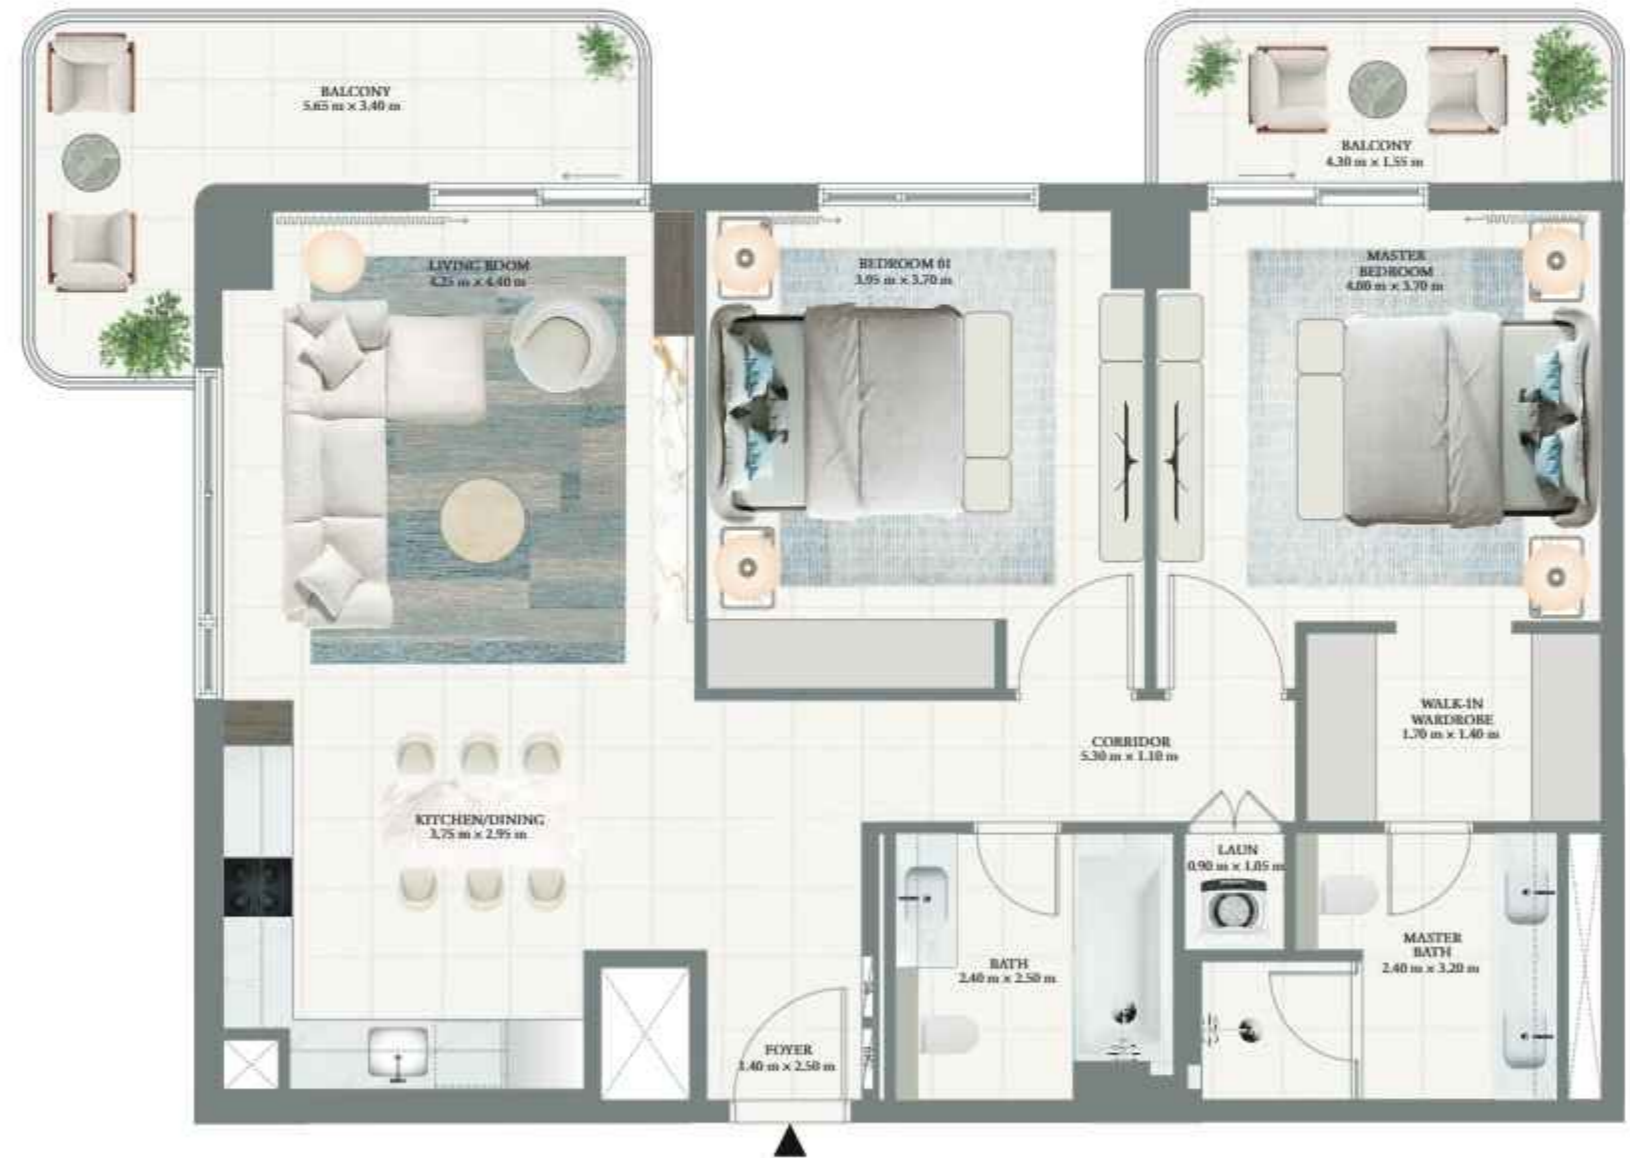 BALCONY
5.65 m × 3.40 m
BALCONY
4.30 m × 1.55 m
LIVING ROOM
4.25 m × 4.40 m
BEDROOM 01
3.95 m × 3.70 m
MASTER
BEDROOM
4.00 m × 3.70 m
WALK-IN
WARDROBE
1.70 m × 1.40 m
CORRIDOR
5.30 m × 1.10 m
KITCHEN/DINING
3.75 m × 2.95 m
LAUN
0.90 m × 1.05 m
BATH
2.40 m × 2.50 m
MASTER
BATH
2.40 m × 3.20 m
FOYER
1.40 m × 2.50 m